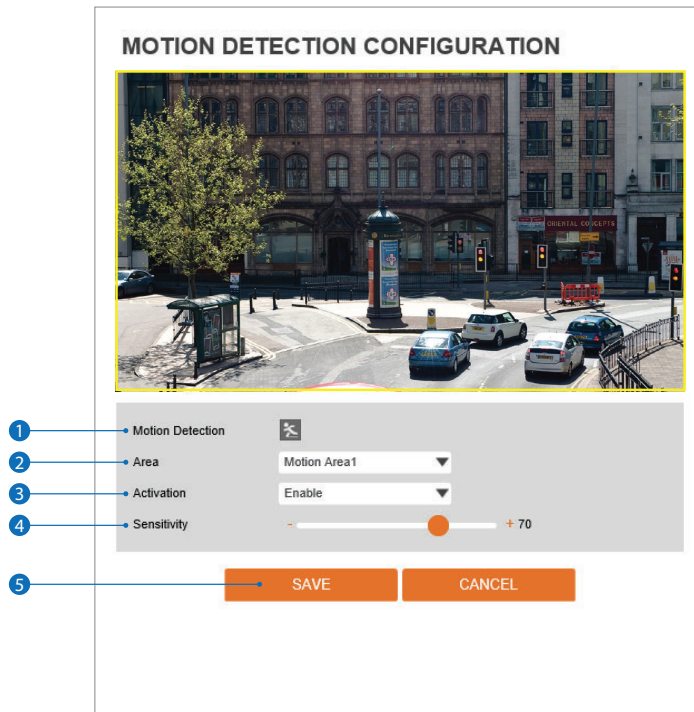 MOTION DETECTION CONFIGURATION
ORIENTAL CONCEPTS
1 Motion Detection
2 Area Motion Area1
3 Activation Enable
4 Sensitivity - + 70
5 SAVE CANCEL